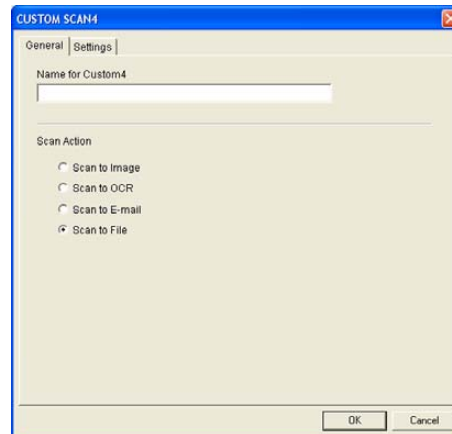 CUSTOM SCAN4
General Settings
Name for Custom4
Scan Action
Scan to Image
Scan to OCR
Scan to E-mail
Scan to File
OK Cancel